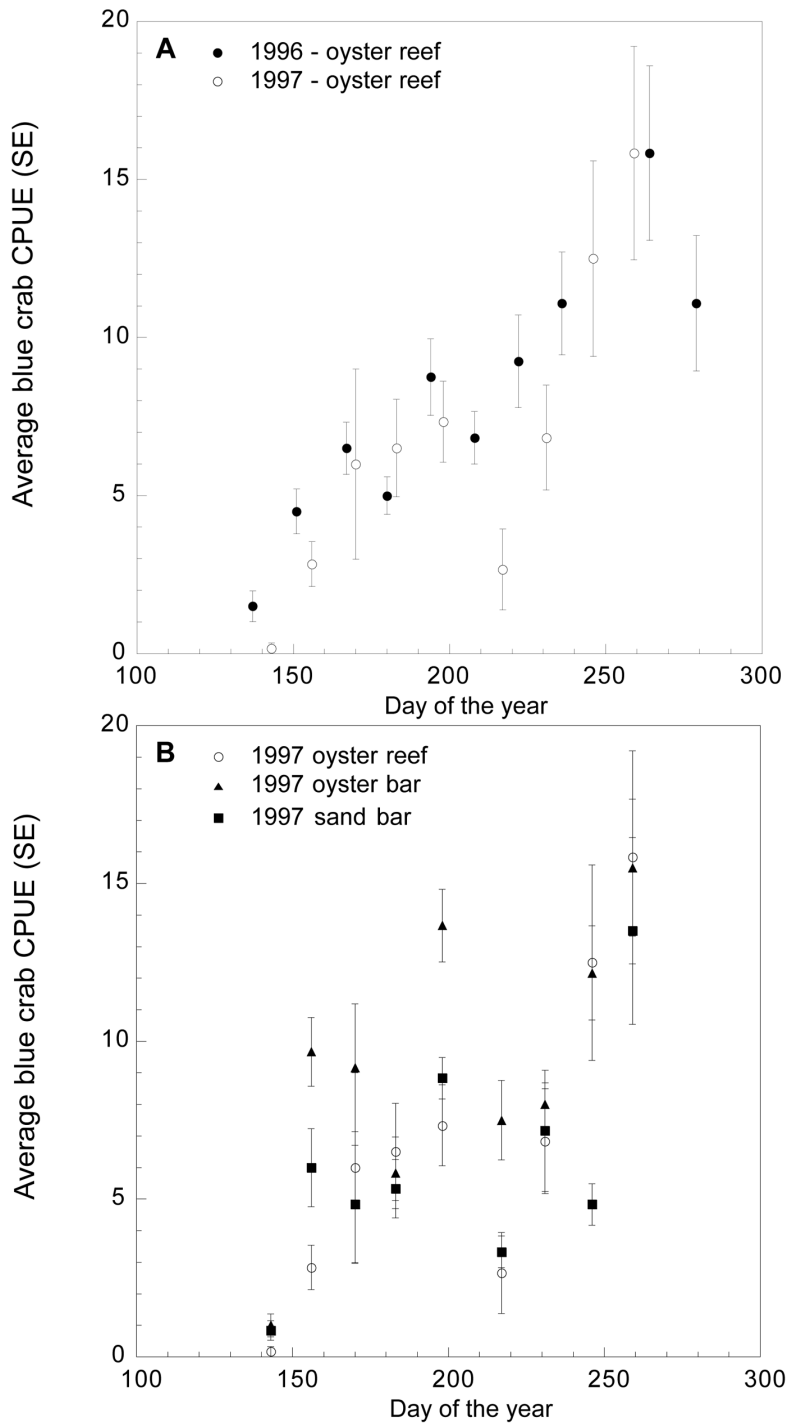 20
A
1996 - oyster reef
1997 - oyster reef
15
10
5
0
Average blue crab CPUE (SE)
100 150 200 250 300
Day of the year
20
B
1997 oyster reef
1997 oyster bar
1997 sand bar
15
10
5
0
Average blue crab CPUE (SE)
100 150 200 250 300
Day of the year